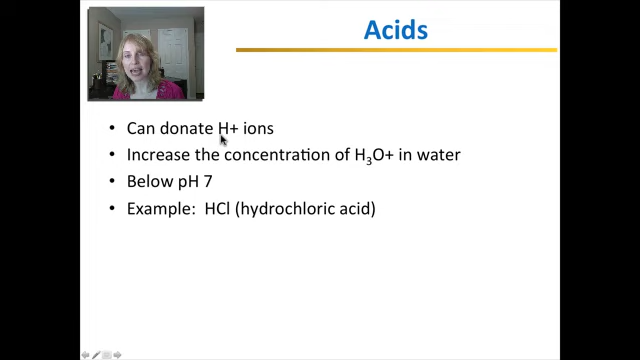 Acids
• Can donate H+ ions
• Increase the concentration of H₃O+ in water
• Below pH 7
• Example:  HCl (hydrochloric acid)